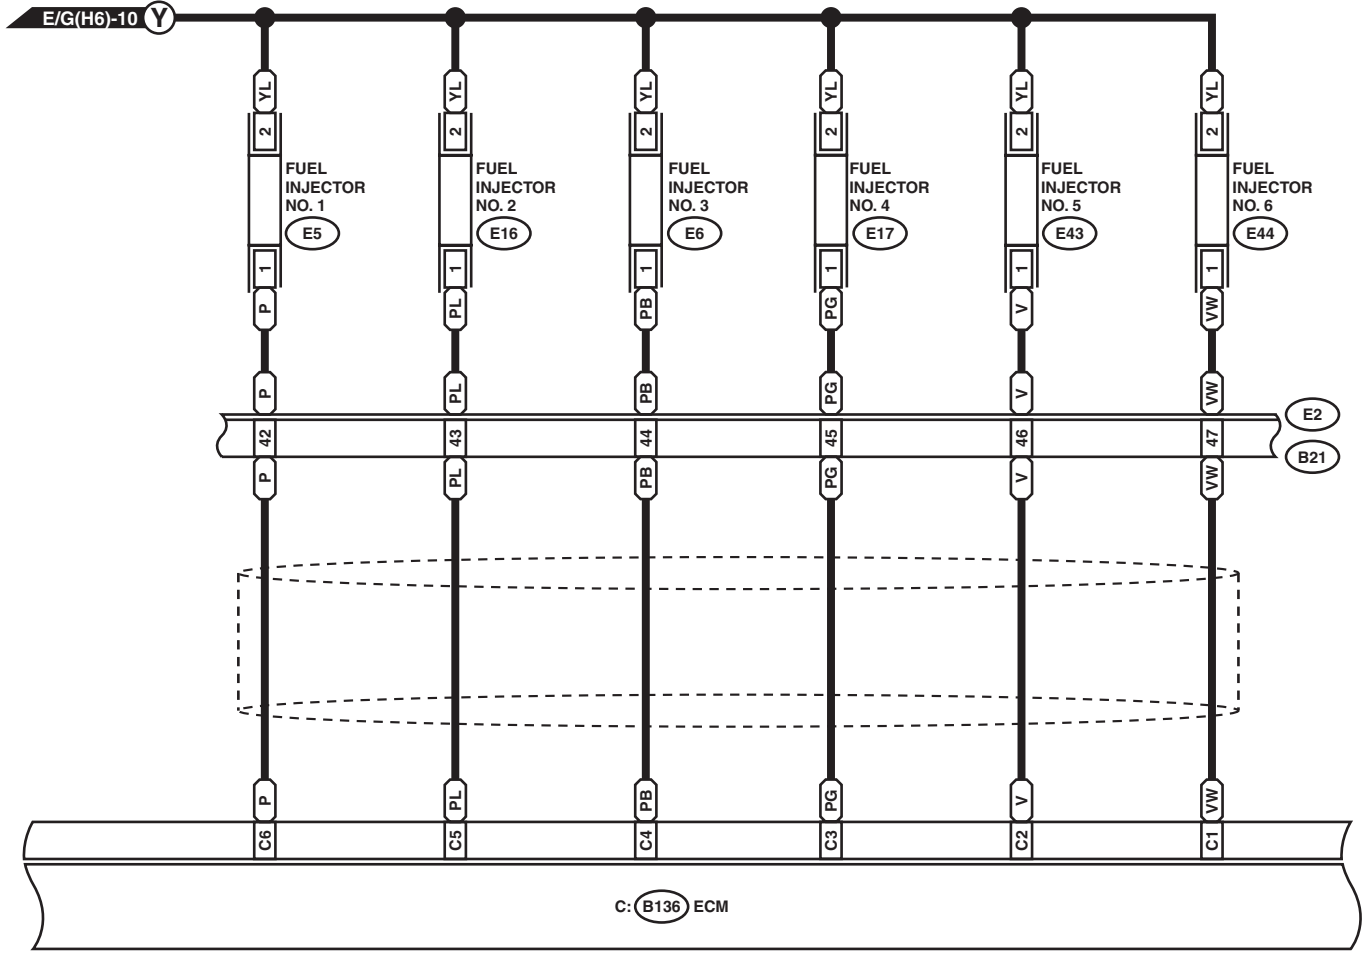 E/G(H6)-10 Y
YL YL YL YL YL YL
2 2 2 2 2 2
FUEL
INJECTOR
NO. 1
E5
FUEL
INJECTOR
NO. 2
E16
FUEL
INJECTOR
NO. 3
E6
FUEL
INJECTOR
NO. 4
E17
FUEL
INJECTOR
NO. 5
E43
FUEL
INJECTOR
NO. 6
E44
1 1 1 1 1 1
P PL PB PG V VW
P PL PB PG V VW
E2
42 43 44 45 46 47
B21
P PL PB PG V VW
P PL PB PG V VW
C6 C5 C4 C3 C2 C1
C: B136 ECM